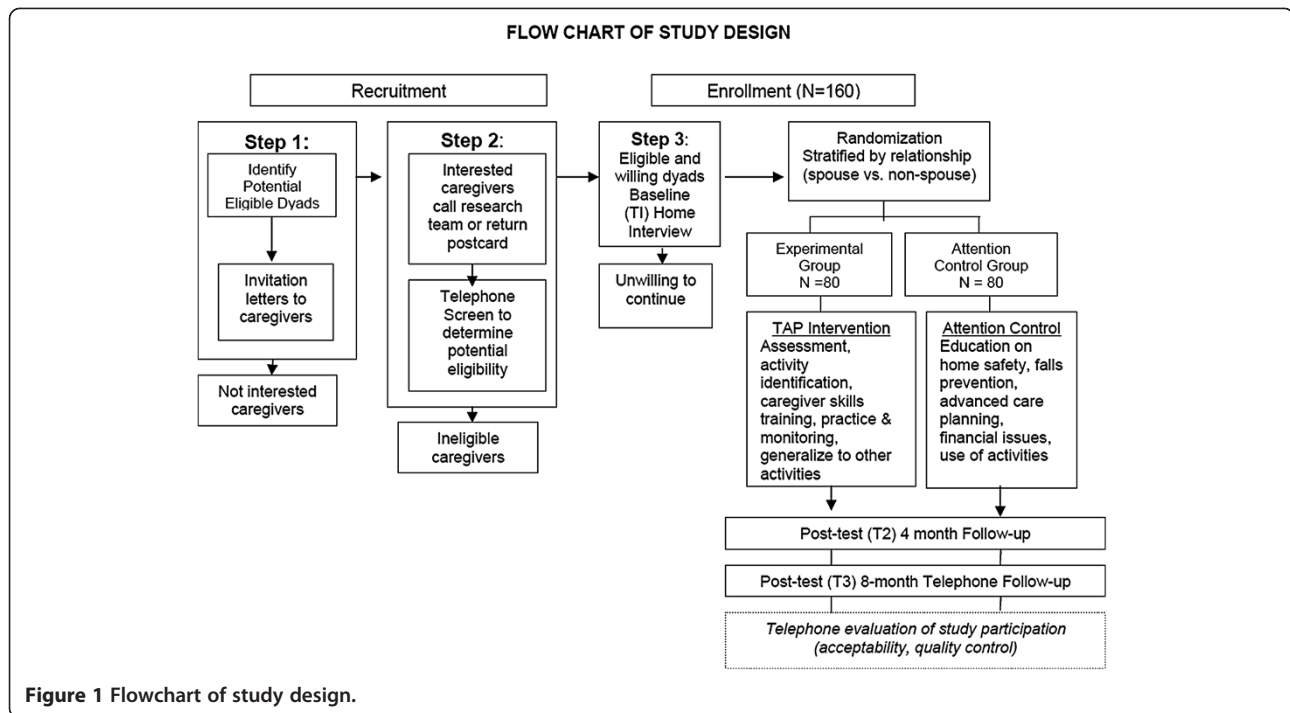 FLOW CHART OF STUDY DESIGN
Recruitment
Enrollment (N=160)
Step 1:
Identify
Potential
Eligible Dyads
Invitation
letters to
caregivers
Not interested
caregivers
Step 2:
Interested
caregivers
call research
team or return
postcard
Telephone
Screen to
determine
potential
eligibility
Ineligible
caregivers
Step 3:
Eligible and
willing dyads
Baseline
(TI) Home
Interview
Unwilling to
continue
Randomization
Stratified by relationship
(spouse vs. non-spouse)
Experimental
Group
N =80
Attention
Control Group
N = 80
TAP Intervention
Assessment,
activity
identification,
caregiver skills
training, practice &
monitoring,
generalize to other
activities
Attention Control
Education on
home safety, falls
prevention,
advanced care
planning,
financial issues,
use of activities
Post-test (T2) 4 month Follow-up
Post-test (T3) 8-month Telephone Follow-up
Telephone evaluation of study participation
(acceptability, quality control)
Figure 1 Flowchart of study design.